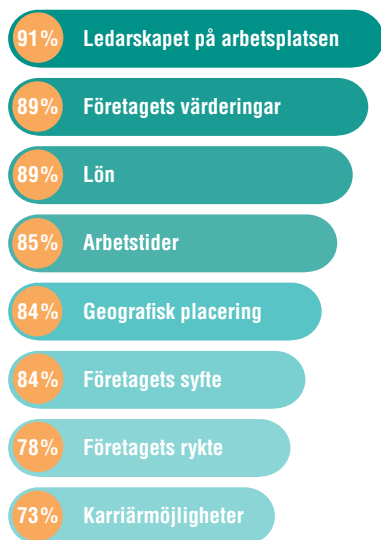 91% Ledarskapet på arbetsplatsen
89% Företagets värderingar
89% Lön
85% Arbetstider
84% Geografisk placering
84% Företagets syfte
78% Företagets rykte
73% Karriärmöjligheter